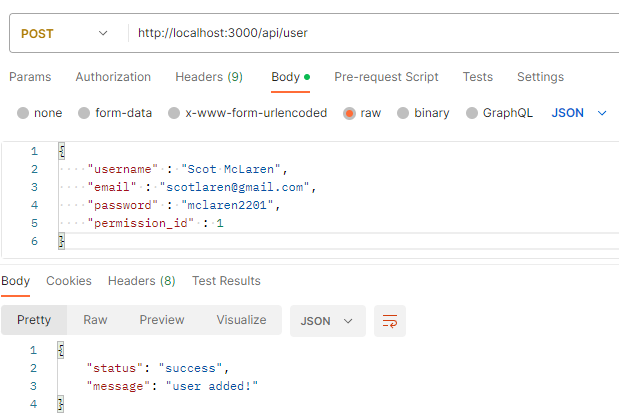 POST http://localhost:3000/api/user
Params Authorization Headers (9) Body Pre-request Script Tests Settings
none form-data x-www-form-urlencoded raw binary GraphQL JSON
1 {
2 "username" : "Scot McLaren",
3 "email" : "scotlaren@gmail.com",
4 "password" : "mclaren2201",
5 "permission_id" : 1
6 }
Body Cookies Headers (8) Test Results
Pretty Raw Preview Visualize JSON
1 {
2 "status": "success",
3 "message": "user added!"
4 }